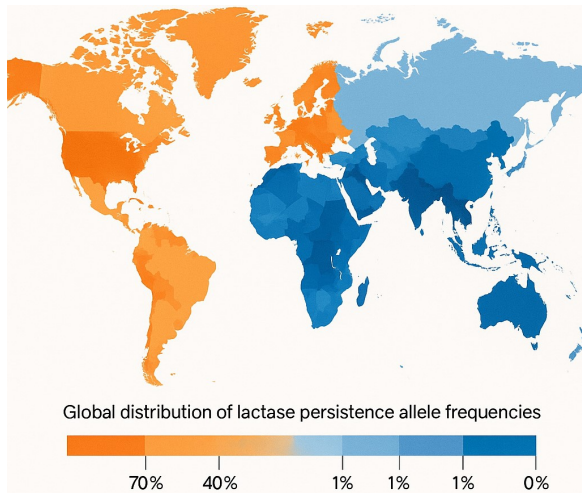 Global distribution of lactase persistence allele frequencies
70% 40% 1% 1% 1% 0%